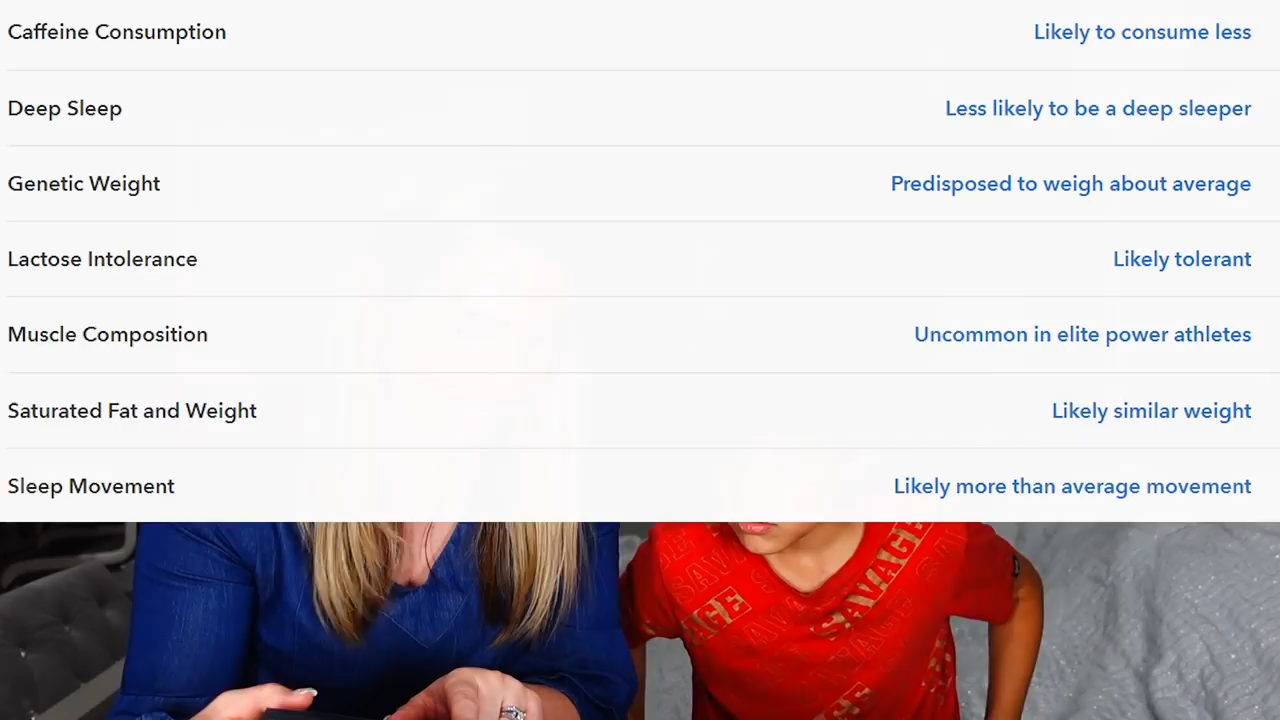 Caffeine Consumption Likely to consume less
Deep Sleep Less likely to be a deep sleeper
Genetic Weight Predisposed to weigh about average
Lactose Intolerance Likely tolerant
Muscle Composition Uncommon in elite power athletes
Saturated Fat and Weight Likely similar weight
Sleep Movement Likely more than average movement
SAVAGE